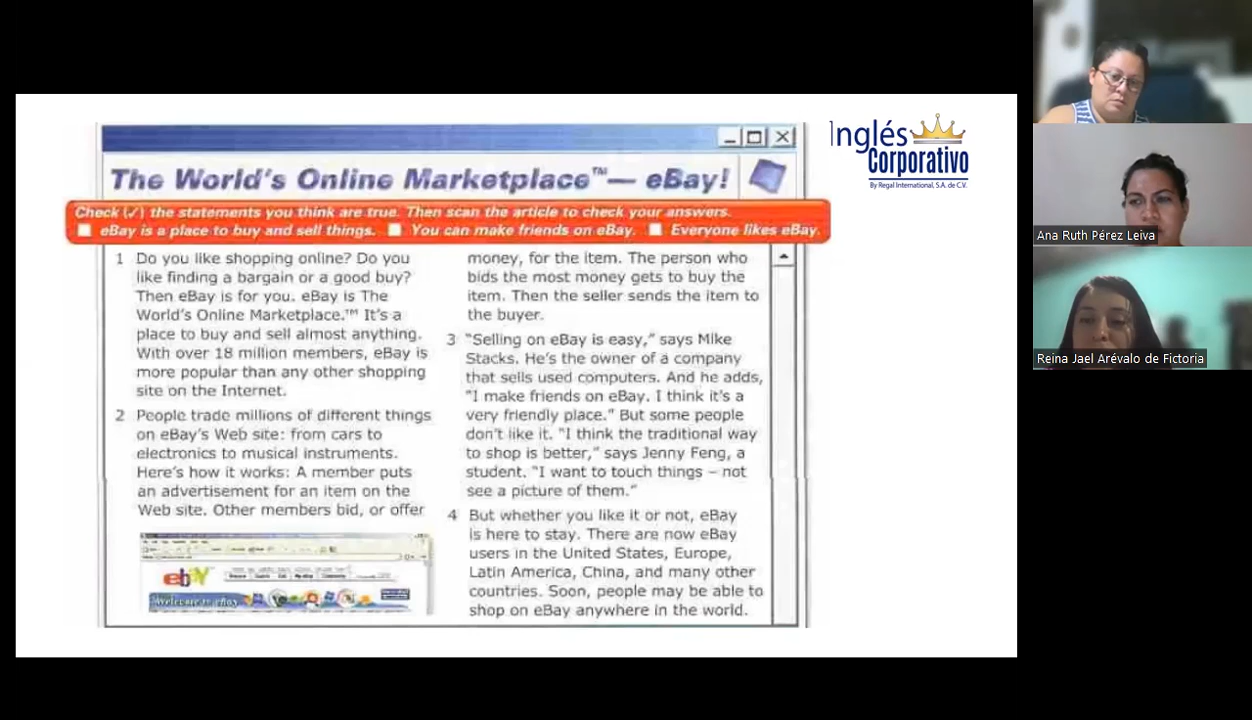 Inglés
Corporativo
By Regal International, S.A. de C.V.
The World's Online Marketplace™— eBay!
Check (✓) the statements you think are true. Then scan the article to check your answers.
eBay is a place to buy and sell things.
You can make friends on eBay.
Everyone likes eBay.
1 Do you like shopping online? Do you
like finding a bargain or a good buy?
Then eBay is for you. eBay is The
World's Online Marketplace.™ It's a
place to buy and sell almost anything.
With over 18 million members, eBay is
more popular than any other shopping
site on the Internet.
2 People trade millions of different things
on eBay's Web site: from cars to
electronics to musical instruments.
Here's how it works: A member puts
an advertisement for an item on the
Web site. Other members bid, or offer
ebay
Welcome to eBay
money, for the item. The person who
bids the most money gets to buy the
item. Then the seller sends the item to
the buyer.
3 "Selling on eBay is easy," says Mike
Stacks. He's the owner of a company
that sells used computers. And he adds,
"I make friends on eBay. I think it's a
very friendly place." But some people
don't like it. "I think the traditional way
to shop is better," says Jenny Feng, a
student. "I want to touch things – not
see a picture of them."
4 But whether you like it or not, eBay
is here to stay. There are now eBay
users in the United States, Europe,
Latin America, China, and many other
countries. Soon, people may be able to
shop on eBay anywhere in the world.
Ana Ruth Pérez Leiva
Reina Jael Arévalo de Fictoria